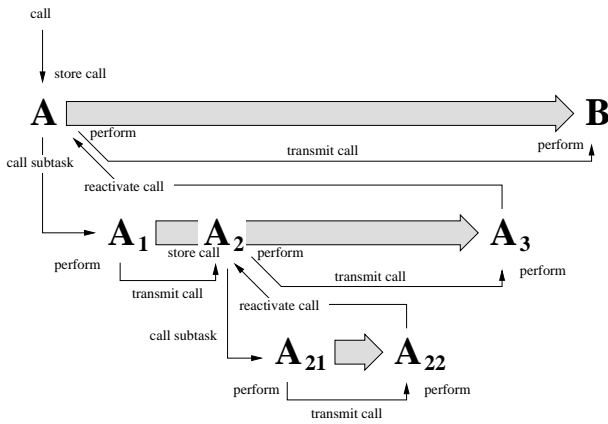 call
store call
A
B
perform
perform
transmit call
call subtask
reactivate call
A1
A2
A3
store call
perform
perform
transmit call
perform
transmit call
reactivate call
call subtask
A21
A22
perform
perform
transmit call